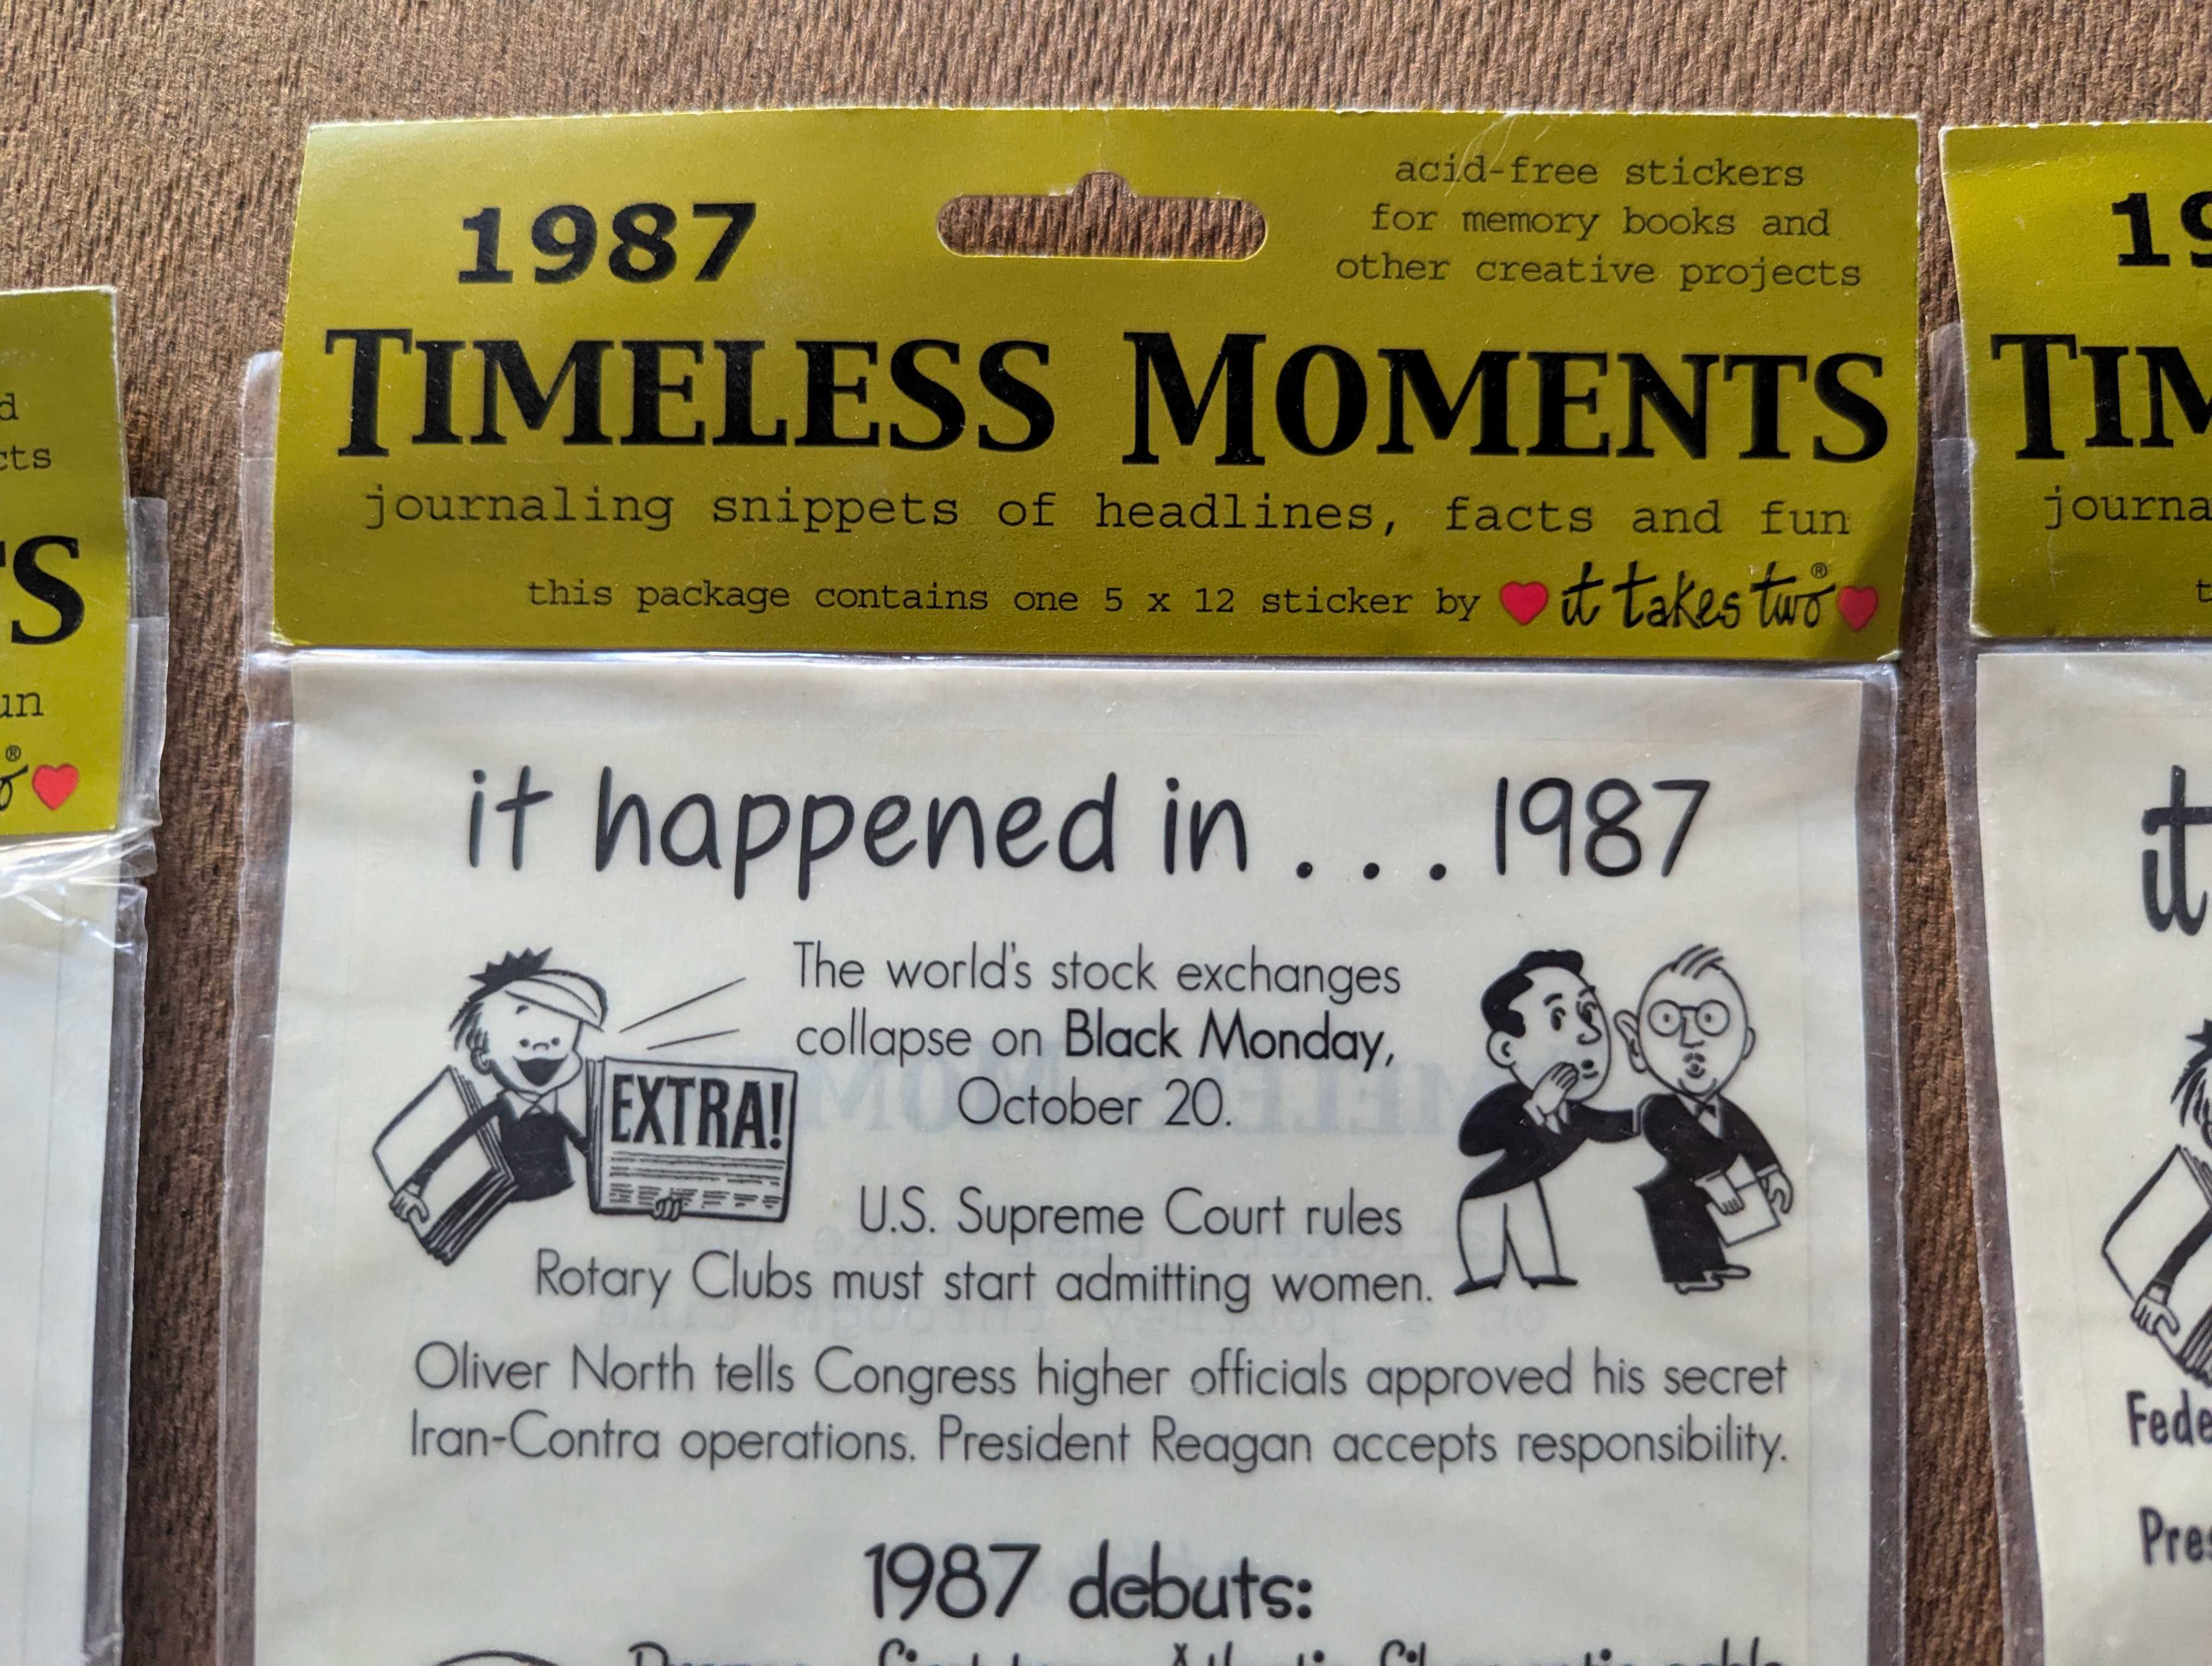 1987
acid-free stickers
for memory books and
other creative projects
TIMELESS MOMENTS
journaling snippets of headlines, facts and fun
this package contains one 5 x 12 sticker by it takes two®
it happened in . . . 1987
The world's stock exchanges
collapse on Black Monday,
October 20.
EXTRA!
U.S. Supreme Court rules
Rotary Clubs must start admitting women.
Oliver North tells Congress higher officials approved his secret
Iran-Contra operations. President Reagan accepts responsibility.
1987 debuts:
it